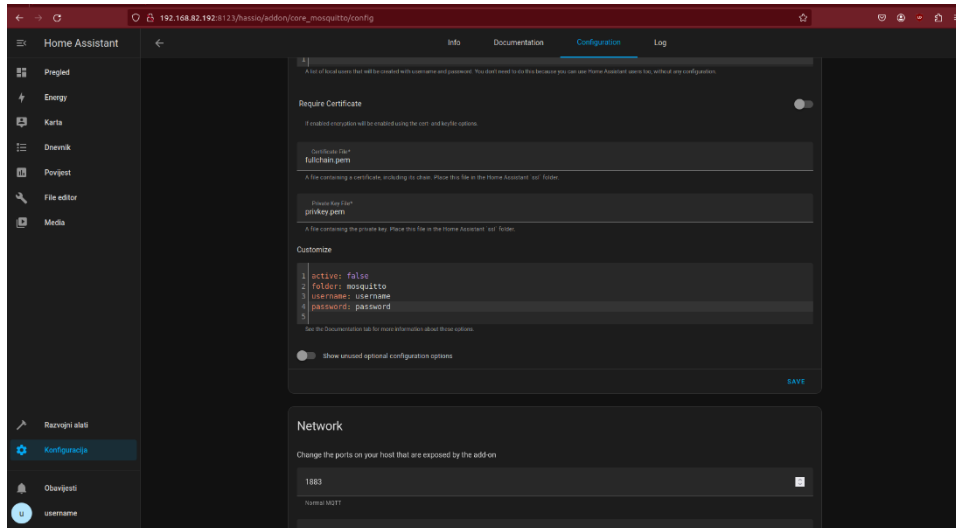 192.168.82.192:8123/hassio/addon/core_mosquitto/config
Home Assistant
Info Documentation Configuration Log
Pregled
Energy
Karta
Dnevnik
Povijest
File editor
Media
Razvojni alati
Konfiguracija
Obavijesti
u username
1
A list of local users that will be created with username and password. You don't need to do this because you can use Home Assistant users too, without any configuration.
Require Certificate
If enabled encryption will be enabled using the cert- and keyfile options.
Certificate File*
fullchain.pem
A file containing a certificate, including its chain. Place this file in the Home Assistant `ssl` folder.
Private Key File*
privkey.pem
A file containing the private key. Place this file in the Home Assistant `ssl` folder.
Customize
1 active: false
2 folder: mosquitto
3 username: username
4 password: password
5
See the Documentation tab for more information about these options.
Show unused optional configuration options
SAVE
Network
Change the ports on your host that are exposed by the add-on
1883
Normal MQTT